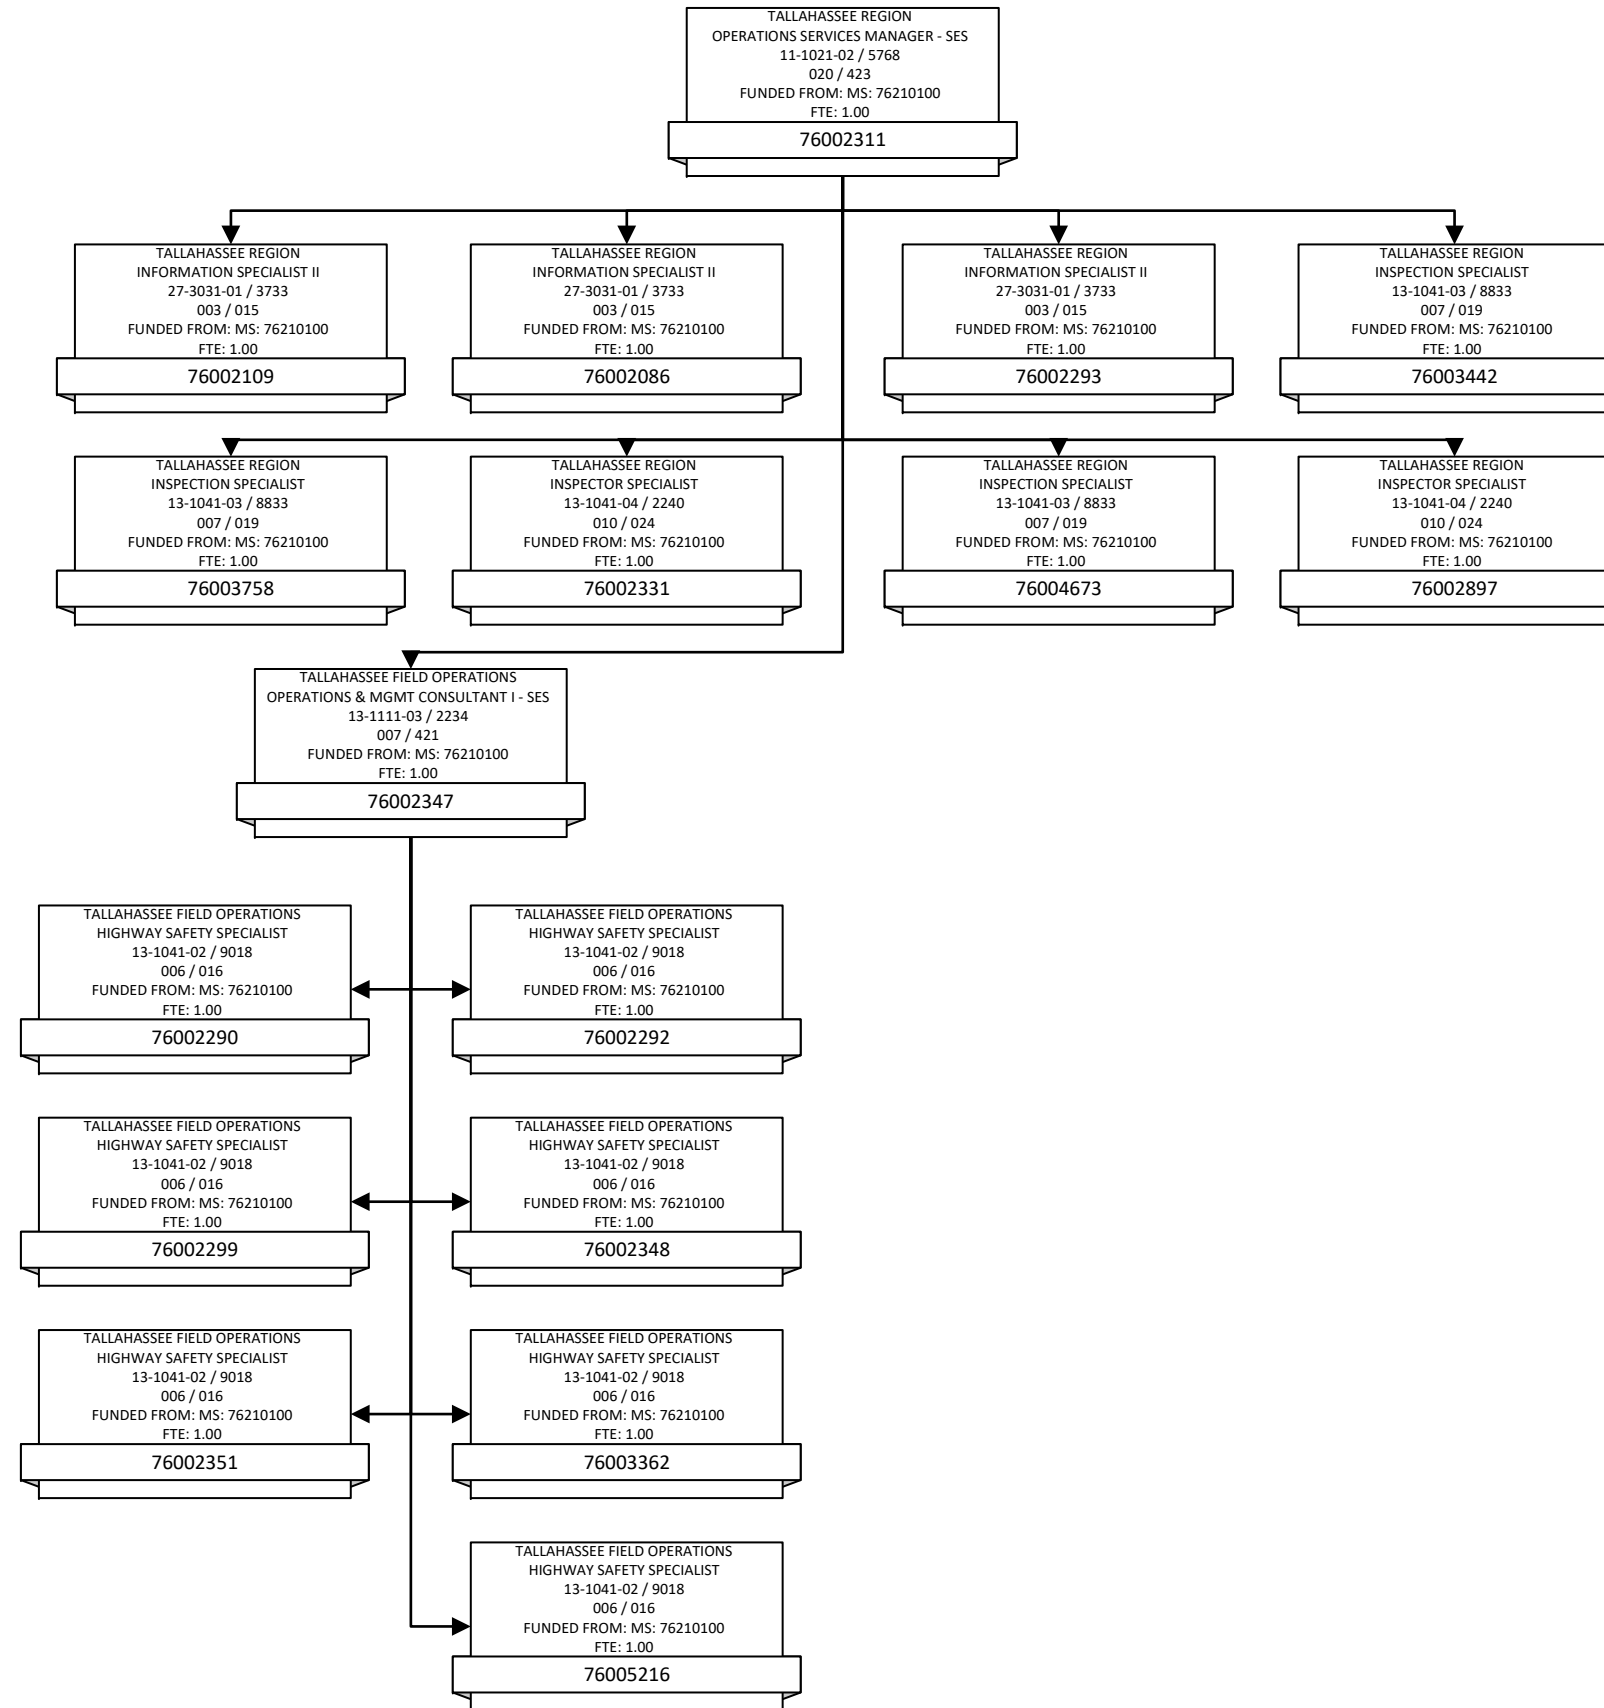 TALLAHASSEE REGION
OPERATIONS SERVICES MANAGER - SES
11-1021-02 / 5768
020 / 423
FUNDED FROM: MS: 76210100
FTE: 1.00
76002311
TALLAHASSEE REGION
INFORMATION SPECIALIST II
27-3031-01 / 3733
003 / 015
FUNDED FROM: MS: 76210100
FTE: 1.00
76002109
TALLAHASSEE REGION
INFORMATION SPECIALIST II
27-3031-01 / 3733
003 / 015
FUNDED FROM: MS: 76210100
FTE: 1.00
76002086
TALLAHASSEE REGION
INFORMATION SPECIALIST II
27-3031-01 / 3733
003 / 015
FUNDED FROM: MS: 76210100
FTE: 1.00
76002293
TALLAHASSEE REGION
INSPECTION SPECIALIST
13-1041-03 / 8833
007 / 019
FUNDED FROM: MS: 76210100
FTE: 1.00
76003442
TALLAHASSEE REGION
INSPECTION SPECIALIST
13-1041-03 / 8833
007 / 019
FUNDED FROM: MS: 76210100
FTE: 1.00
76003758
TALLAHASSEE REGION
INSPECTOR SPECIALIST
13-1041-04 / 2240
010 / 024
FUNDED FROM: MS: 76210100
FTE: 1.00
76002331
TALLAHASSEE REGION
INSPECTION SPECIALIST
13-1041-03 / 8833
007 / 019
FUNDED FROM: MS: 76210100
FTE: 1.00
76004673
TALLAHASSEE REGION
INSPECTOR SPECIALIST
13-1041-04 / 2240
010 / 024
FUNDED FROM: MS: 76210100
FTE: 1.00
76002897
TALLAHASSEE FIELD OPERATIONS
OPERATIONS & MGMT CONSULTANT I - SES
13-1111-03 / 2234
007 / 421
FUNDED FROM: MS: 76210100
FTE: 1.00
76002347
TALLAHASSEE FIELD OPERATIONS
HIGHWAY SAFETY SPECIALIST
13-1041-02 / 9018
006 / 016
FUNDED FROM: MS: 76210100
FTE: 1.00
76002290
TALLAHASSEE FIELD OPERATIONS
HIGHWAY SAFETY SPECIALIST
13-1041-02 / 9018
006 / 016
FUNDED FROM: MS: 76210100
FTE: 1.00
76002292
TALLAHASSEE FIELD OPERATIONS
HIGHWAY SAFETY SPECIALIST
13-1041-02 / 9018
006 / 016
FUNDED FROM: MS: 76210100
FTE: 1.00
76002299
TALLAHASSEE FIELD OPERATIONS
HIGHWAY SAFETY SPECIALIST
13-1041-02 / 9018
006 / 016
FUNDED FROM: MS: 76210100
FTE: 1.00
76002348
TALLAHASSEE FIELD OPERATIONS
HIGHWAY SAFETY SPECIALIST
13-1041-02 / 9018
006 / 016
FUNDED FROM: MS: 76210100
FTE: 1.00
76002351
TALLAHASSEE FIELD OPERATIONS
HIGHWAY SAFETY SPECIALIST
13-1041-02 / 9018
006 / 016
FUNDED FROM: MS: 76210100
FTE: 1.00
76003362
TALLAHASSEE FIELD OPERATIONS
HIGHWAY SAFETY SPECIALIST
13-1041-02 / 9018
006 / 016
FUNDED FROM: MS: 76210100
FTE: 1.00
76005216